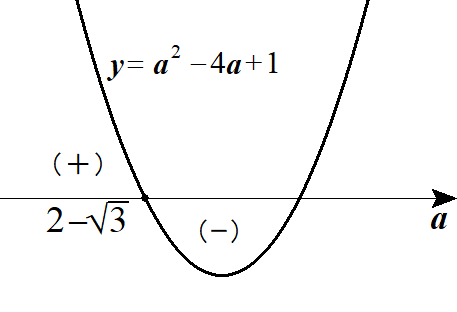 y = a² − 4a + 1
(+)
2−√3
(−)
a